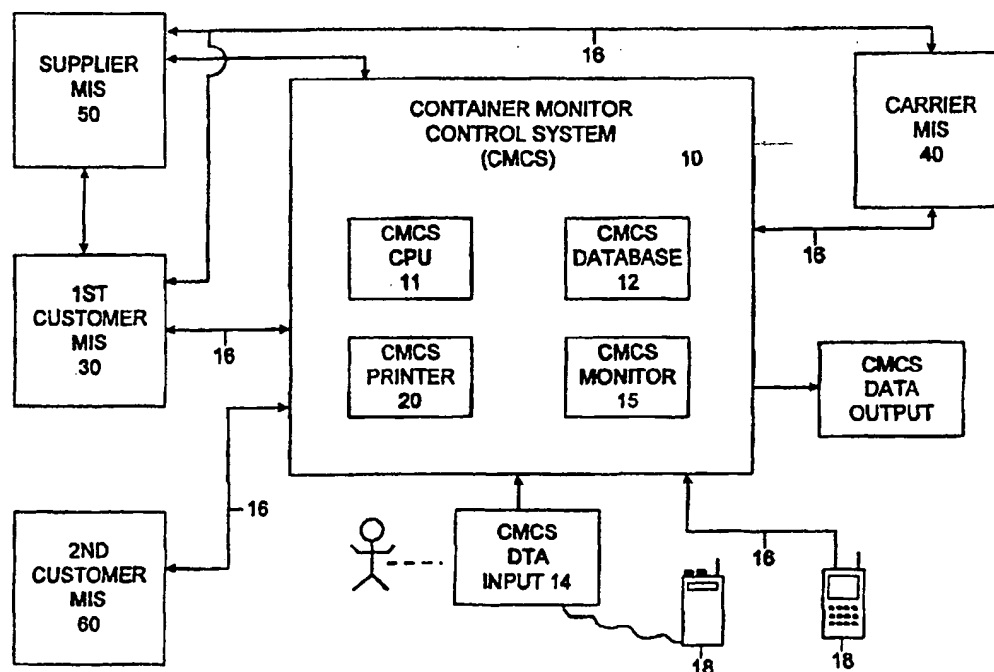 SUPPLIER
MIS
50
16
CARRIER
MIS
40
CONTAINER MONITOR
CONTROL SYSTEM
(CMCS)
10
CMCS
CPU
11
CMCS
DATABASE
12
16
1ST
CUSTOMER
MIS
30
16
CMCS
PRINTER
20
CMCS
MONITOR
15
CMCS
DATA
OUTPUT
2ND
CUSTOMER
MIS
60
16
CMCS
DTA
INPUT 14
16
18
18